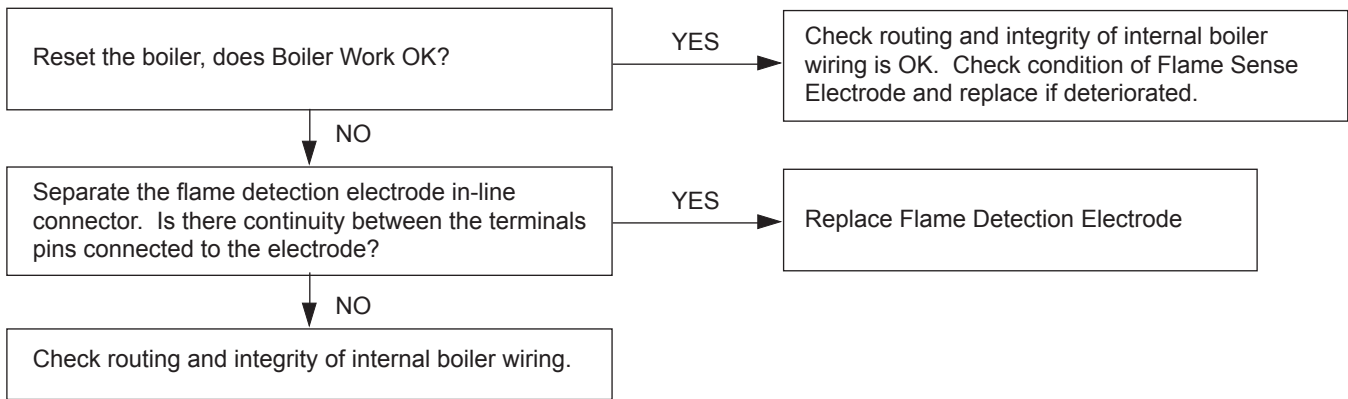 Reset the boiler, does Boiler Work OK?
YES
Check routing and integrity of internal boiler
wiring is OK.  Check condition of Flame Sense
Electrode and replace if deteriorated.
NO
Separate the flame detection electrode in-line
connector.  Is there continuity between the terminals
pins connected to the electrode?
YES
Replace Flame Detection Electrode
NO
Check routing and integrity of internal boiler wiring.